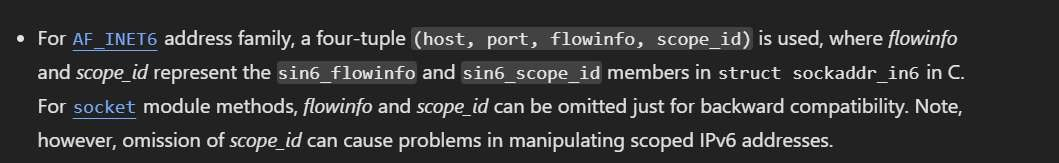 • For AF_INET6 address family, a four-tuple (host, port, flowinfo, scope_id) is used, where flowinfo
and scope_id represent the sin6_flowinfo and sin6_scope_id members in struct sockaddr_in6 in C.
For socket module methods, flowinfo and scope_id can be omitted just for backward compatibility. Note,
however, omission of scope_id can cause problems in manipulating scoped IPv6 addresses.